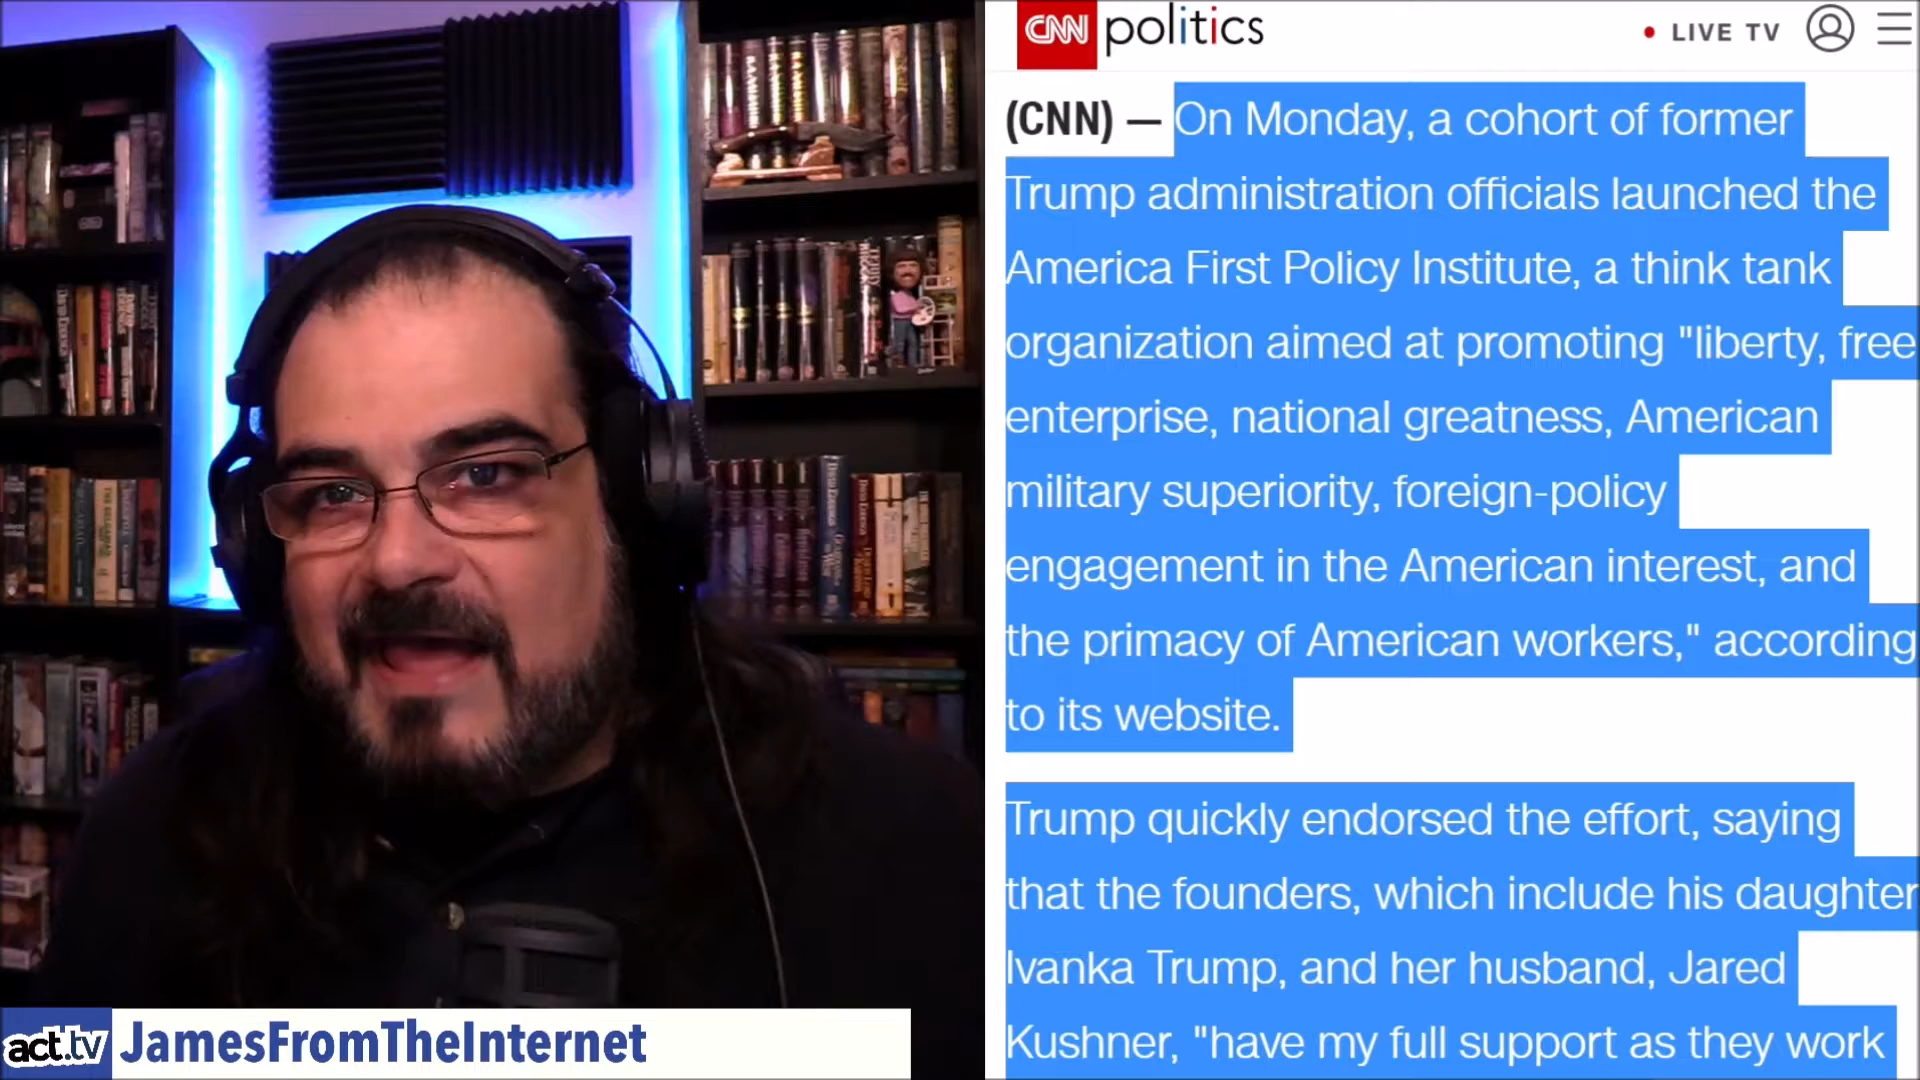 CNN politics
LIVE TV
(CNN) — On Monday, a cohort of former
Trump administration officials launched the
America First Policy Institute, a think tank
organization aimed at promoting "liberty, free
enterprise, national greatness, American
military superiority, foreign-policy
engagement in the American interest, and
the primacy of American workers," according
to its website.
Trump quickly endorsed the effort, saying
that the founders, which include his daughter
Ivanka Trump, and her husband, Jared
Kushner, "have my full support as they work
act.tv JamesFromTheInternet